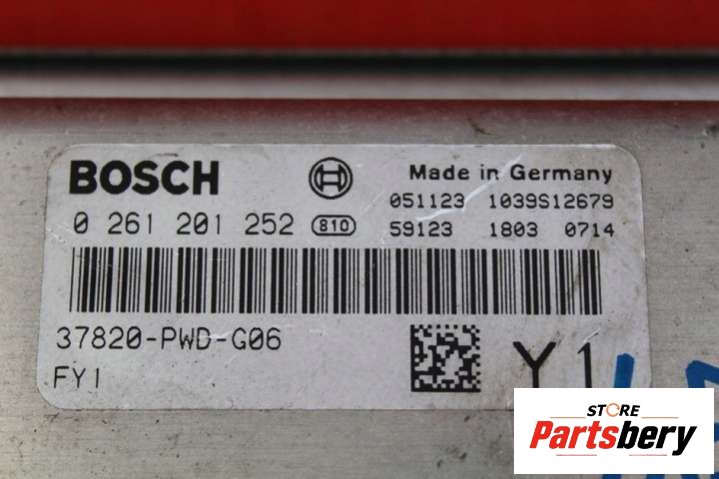 BOSCH Made in Germany
051123 1039S12679
0 261 201 252 810 59123 1803 0714
37820-PWD-G06
FY1 Y1
STORE
Partsbery